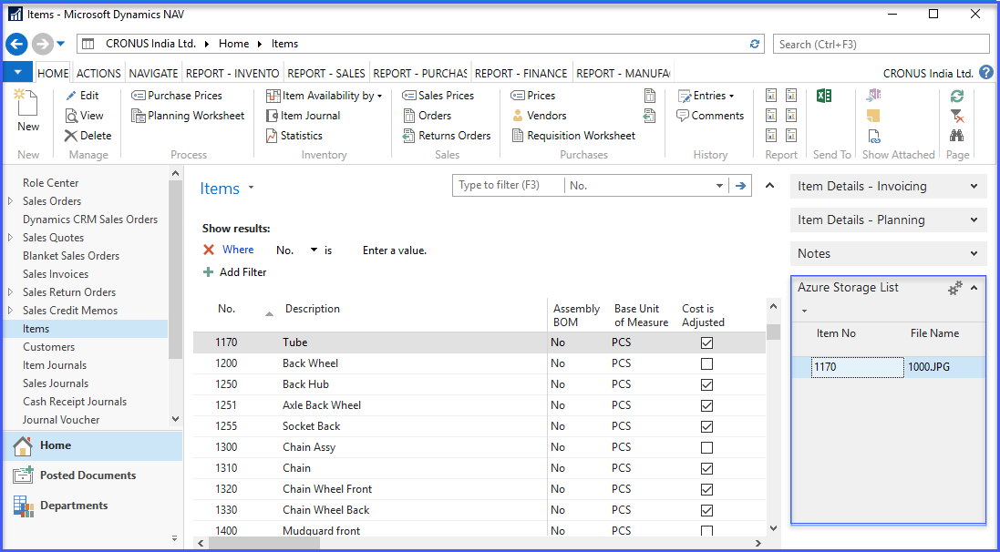 Items - Microsoft Dynamics NAV
CRONUS India Ltd. Home Items
Search (Ctrl+F3)
HOME ACTIONS NAVIGATE REPORT - INVENTO REPORT - SALES REPORT - PURCHAS REPORT - FINANCE REPORT - MANUFA CRONUS India Ltd.
New
New
Edit
View
Delete
Manage
Purchase Prices
Planning Worksheet
Process
Item Availability by
Item Journal
Statistics
Inventory
Sales Prices
Orders
Returns Orders
Sales
Prices
Vendors
Requisition Worksheet
Purchases
Entries
Comments
History
Report
Send To
Show Attached
Page
Role Center
Sales Orders
Dynamics CRM Sales Orders
Sales Quotes
Blanket Sales Orders
Sales Invoices
Sales Return Orders
Sales Credit Memos
Items
Customers
Item Journals
Sales Journals
Cash Receipt Journals
Journal Voucher
Home
Posted Documents
Departments
Items
Type to filter (F3) No.
Show results:
Where No. is Enter a value.
Add Filter
No. Description Assembly BOM Base Unit of Measure Cost is Adjusted
1170 Tube No PCS
1200 Back Wheel No PCS
1250 Back Hub No PCS
1251 Axle Back Wheel No PCS
1255 Socket Back No PCS
1300 Chain Assy No PCS
1310 Chain No PCS
1320 Chain Wheel Front No PCS
1330 Chain Wheel Back No PCS
1400 Mudguard front No PCS
Item Details - Invoicing
Item Details - Planning
Notes
Azure Storage List
Item No File Name
1170 1000.JPG